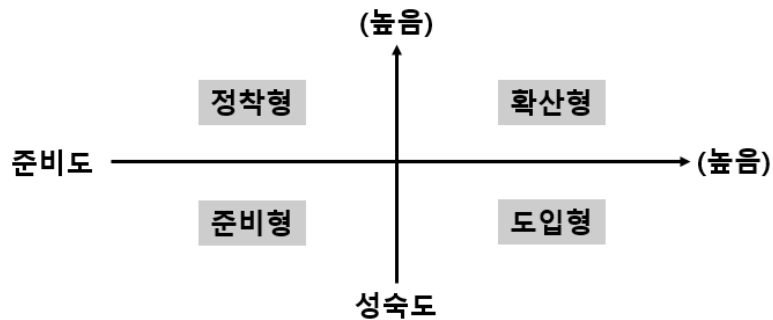 (높음)
정착형 확산형
준비도 (높음)
준비형 도입형
성숙도